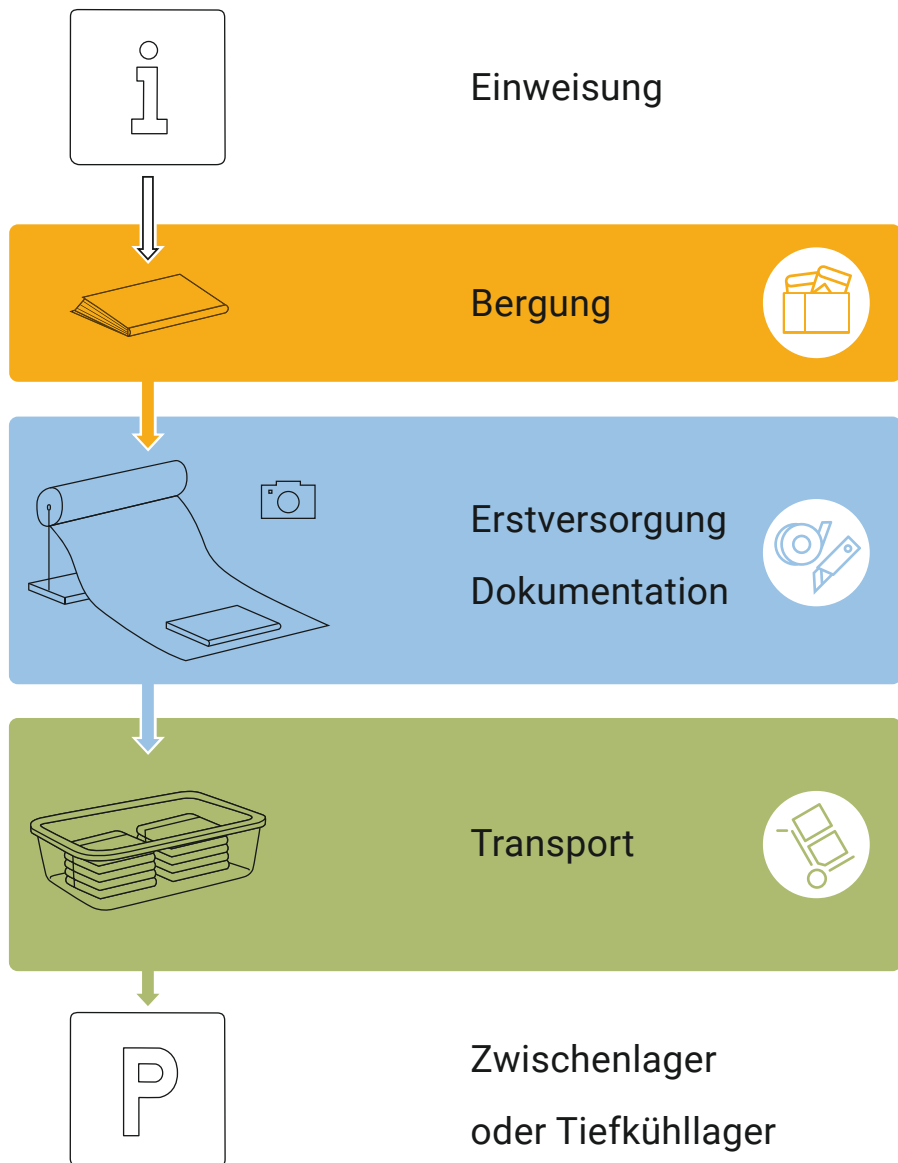 i
Einweisung
Bergung
Erstversorgung
Dokumentation
Transport
P
Zwischenlager
oder Tiefkühllager